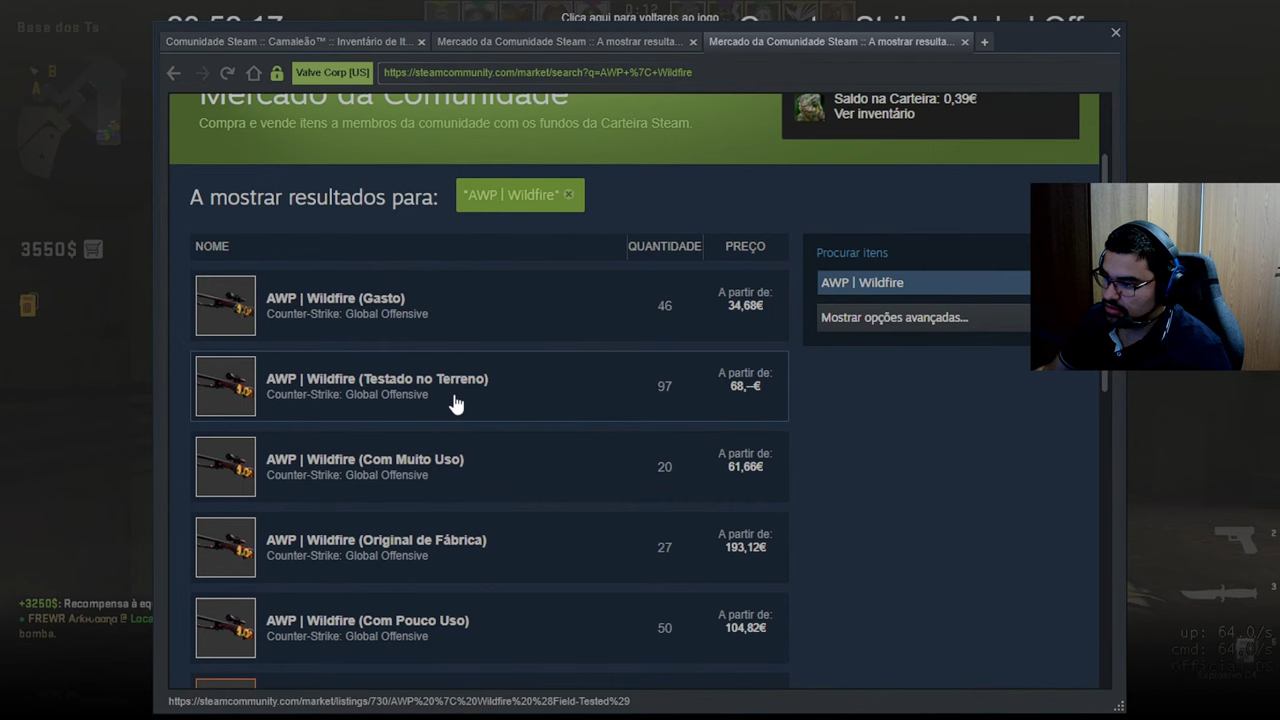 Base dos Ts
Clica aqui para voltares ao jogo
Comunidade Steam :: Camaleão™ :: Inventário de It...
Mercado da Comunidade Steam :: A mostrar resulta...
Mercado da Comunidade Steam :: A mostrar resulta...
Valve Corp [US]
https://steamcommunity.com/market/search?q=AWP+%7C+Wildfire
Mercado da Comunidade
Compra e vende itens a membros da comunidade com os fundos da Carteira Steam.
Saldo na Carteira: 0,39€
Ver inventário
A mostrar resultados para:
"AWP | Wildfire"
NOME
QUANTIDADE
PREÇO
AWP | Wildfire (Gasto)
Counter-Strike: Global Offensive
46
A partir de:
34,68€
AWP | Wildfire (Testado no Terreno)
Counter-Strike: Global Offensive
97
A partir de:
68,--€
AWP | Wildfire (Com Muito Uso)
Counter-Strike: Global Offensive
20
A partir de:
61,66€
AWP | Wildfire (Original de Fábrica)
Counter-Strike: Global Offensive
27
A partir de:
193,12€
AWP | Wildfire (Com Pouco Uso)
Counter-Strike: Global Offensive
50
A partir de:
104,82€
Procurar itens
AWP | Wildfire
Mostrar opções avançadas...
3550$
+3250$: Recompensa à eq
bomba.
up: 64.0/s
https://steamcommunity.com/market/listings/730/AWP%20%7C%20Wildfire%20%28Field-Tested%29